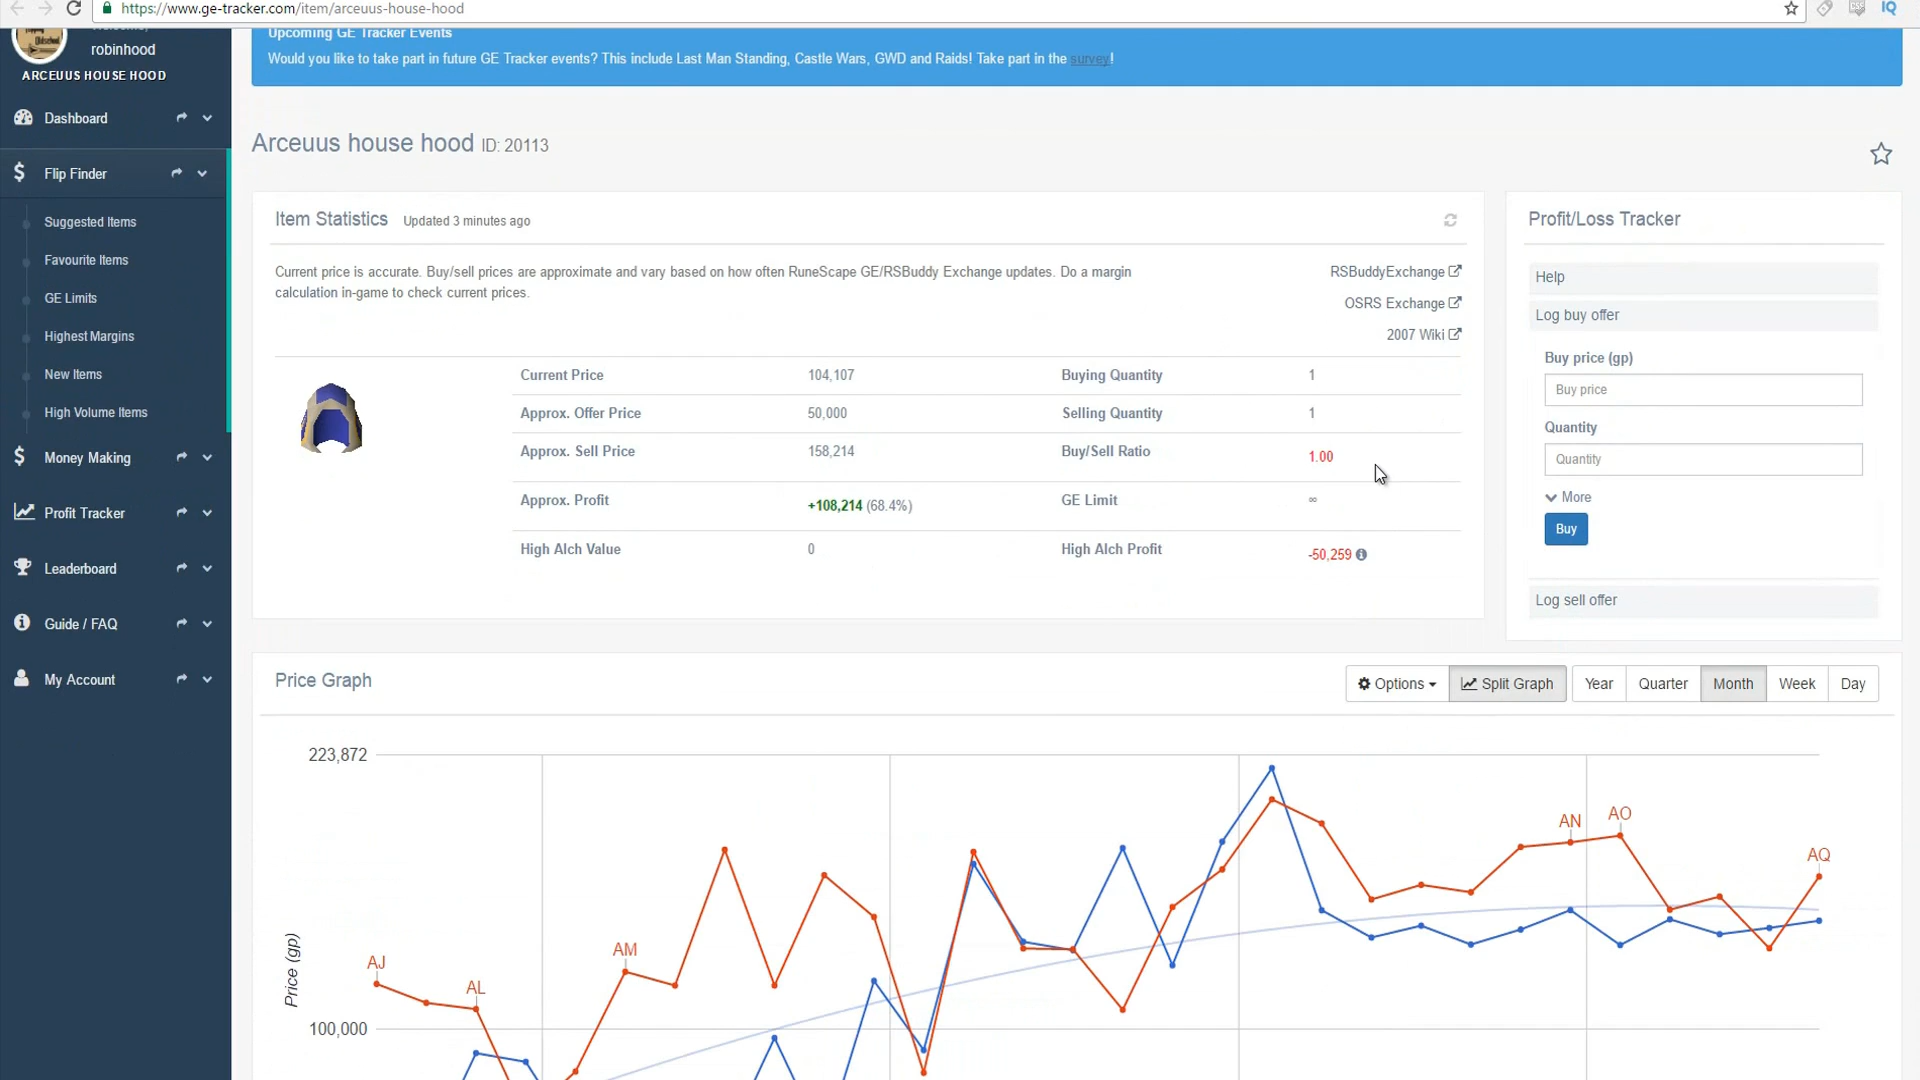 https://www.ge-tracker.com/item/arceuus-house-hood
robinhood
ARCEUUS HOUSE HOOD
Dashboard
Flip Finder
Suggested Items
Favourite Items
GE Limits
Highest Margins
New Items
High Volume Items
Money Making
Profit Tracker
Leaderboard
Guide / FAQ
My Account
Upcoming GE Tracker Events
Would you like to take part in future GE Tracker events? This include Last Man Standing, Castle Wars, GWD and Raids! Take part in the survey!
Arceuus house hood ID: 20113
Item Statistics Updated 3 minutes ago
Current price is accurate. Buy/sell prices are approximate and vary based on how often RuneScape GE/RSBuddy Exchange updates. Do a margin
calculation in-game to check current prices.
RSBuddyExchange
OSRS Exchange
2007 Wiki
Current Price 104,107 Buying Quantity 1
Approx. Offer Price 50,000 Selling Quantity 1
Approx. Sell Price 158,214 Buy/Sell Ratio 1.00
Approx. Profit +108,214 (68.4%) GE Limit ∞
High Alch Value 0 High Alch Profit -50,259
Profit/Loss Tracker
Help
Log buy offer
Buy price (gp)
Buy price
Quantity
Quantity
More
Buy
Log sell offer
Price Graph
Options Split Graph Year Quarter Month Week Day
223,872
100,000
Price (gp)
AJ
AL
AM
AN
AO
AQ
IQ